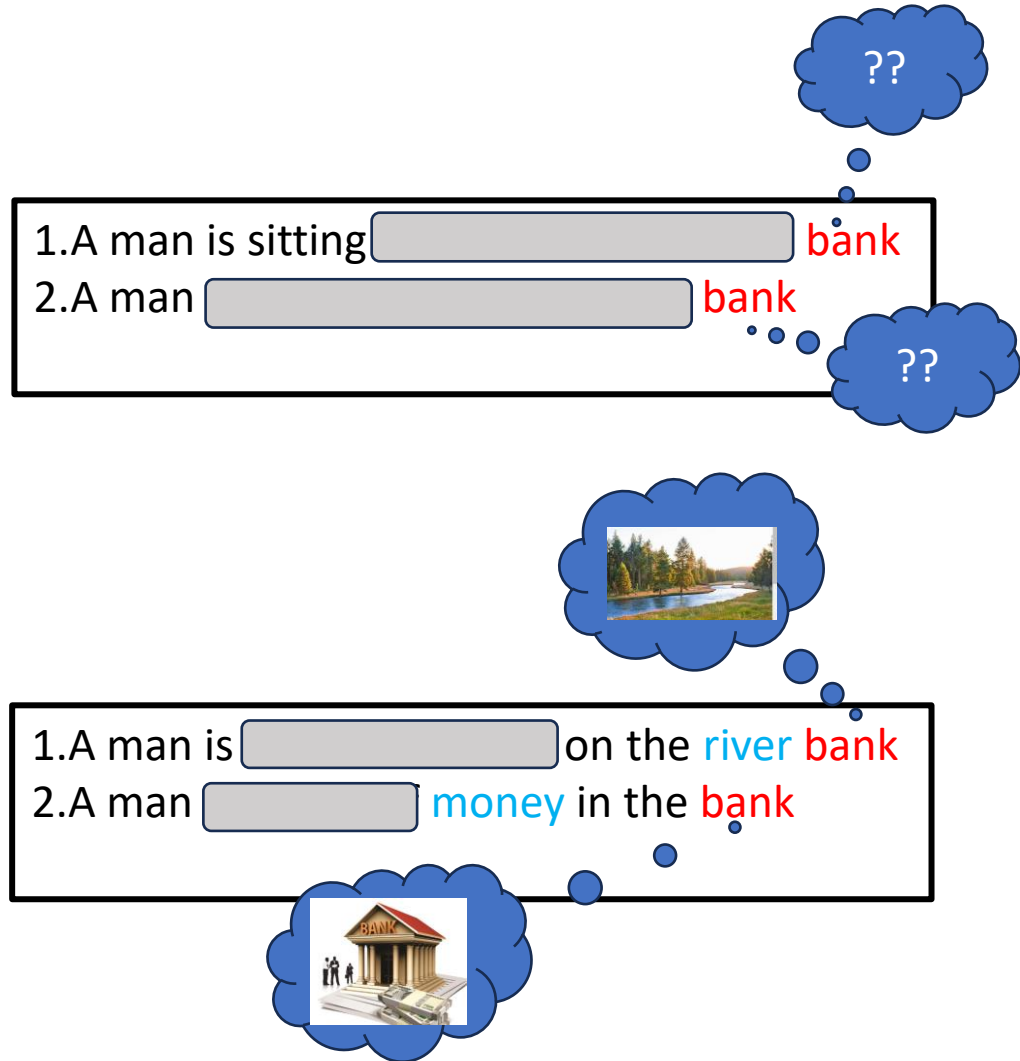 ??
1.A man is sitting bank
2.A man bank
??
1.A man is on the river bank
2.A man money in the bank
BANK